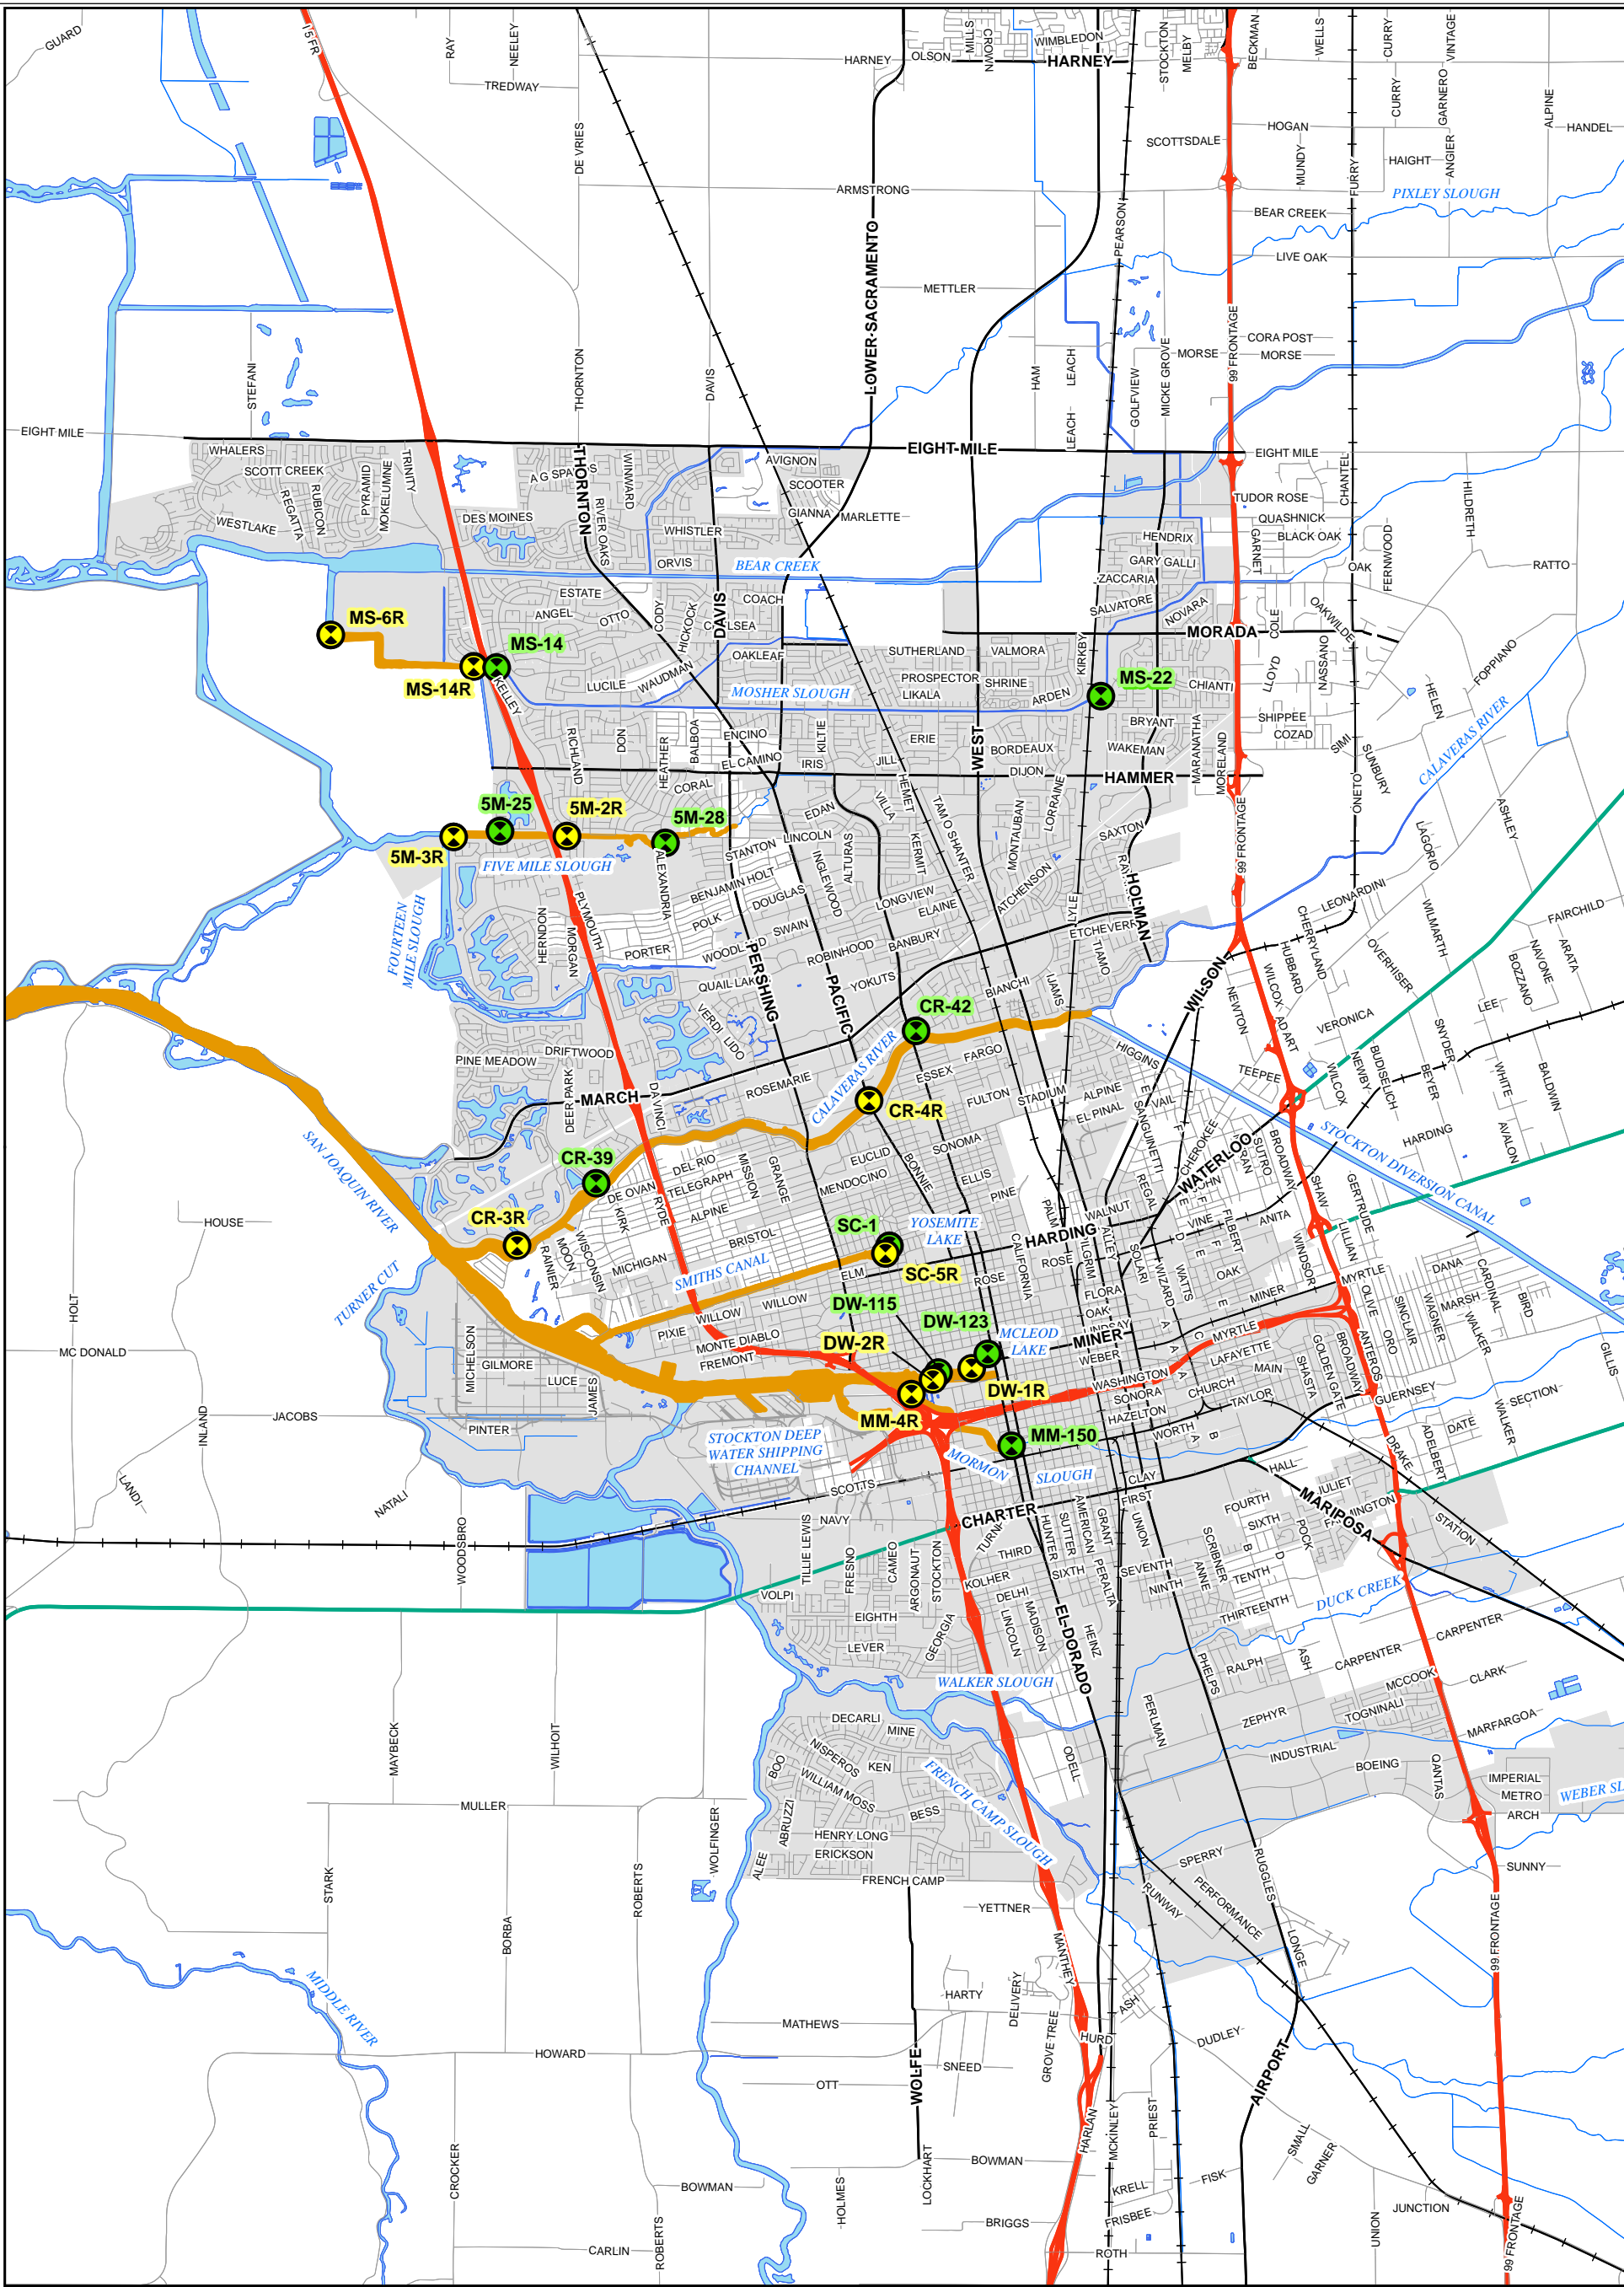 GUARD
I 5 FR
RAY
NEELEY
TREDWAY
DE VRIES
HARNEY
OLSON
MILLS
CROWN
WIMBLEDON
HARNEY
STOCKTON
MELBY
BECKMAN
WELLS
CURRY
VINTAGE
CURRY
GARNERO
ALPINE
HANDEL
HOGAN
SCOTTSDALE
MUNDY
HAIGHT
ANGIER
FURRY
ARMSTRONG
PIXLEY SLOUGH
BEAR CREEK
PEARSON
LOWER SACRAMENTO
LIVE OAK
METTLER
STEFANI
THORNTON
DAVIS
HAM
LEACH
LEACH
GOLFVIEW
MICKE GROVE
MORSE
99 FRONTAGE
CORA POST
MORSE
EIGHT MILE
EIGHT MILE
EIGHT MILE
WHALERS
SCOTT CREEK
REGATTA
RUBICON
PYRAMID
MOKELUMNE
TRINITY
WESTLAKE
DES MOINES
THORNTON
RIVER OAKS
WINWARD
WHISTLER
ORVIS
AVIGNON
SCOOTER
GIANNA
MARLETTE
TUDOR ROSE
QUASHNICK
BLACK OAK
GARNET
CHANTEL
OAK
FERNWOOD
HILDRETH
RATTO
HENDRIX
GARY GALLI
ZACCARIA
SALVATORE
NOVARA
BEAR CREEK
ESTATE
ANGEL
OTTO
CODY
HICKOCK
DAVIS
COACH
OAKLEAF
MS-6R
MS-14
MS-14R
KELLEY
LUCILE
WAUDMAN
MOSHER SLOUGH
SUTHERLAND
VALMORA
PROSPECTOR
SHRINE
LIKALA
ARDEN
KIRKBY
MORADA
MS-22
CHIANTI
COLE
OAKWILDE
LLOYD
NASSANO
FOPPIANO
HELEN
RICHLAND
DON
HEATHER
BALBOA
ENCINO
EL CAMINO
KILTIE
IRIS
ERIE
JILL
WEST
BORDEAUX
DIJON
BRYANT
WAKEMAN
HAMMER
MARANATHA
MORELAND
SHIPPEE
COZAD
SIMI
SUNBURY
ONETO
CALAVERAS RIVER
ASHLEY
CORAL
5M-25
5M-2R
5M-28
5M-3R
FIVE MILE SLOUGH
ALEXANDRIA
STANTON
LINCOLN
EDAN
VILLA
HEMET
TAM O SHANTER
KERMIT
ALTURAS
INGLEWOOD
MONTAUBAN
LORRAINE
SAXTON
HOLMAN
99 FRONTAGE
LAGORIO
FOURTEEN
MILE SLOUGH
HERNDON
MORGAN
PLYMOUTH
BENJAMIN HOLT
DOUGLAS
POLK
SWAIN
PORTER
ROBINHOOD
BANBURY
LONGVIEW
ELAINE
ATCHENSON
LYLE
TIAMO
LEONARDINI
CHERRYLAND
HUBBARD
WILCOX
OVERHISER
WILMARTH
FAIRCHILD
ARATA
NAVONE
BOZZANO
LEE
QUAIL LAKE
VERDI
LIDO
PERSHING
PACIFIC
YOKUTS
BIANCHI
IJAMS
CR-42
WILSON
NEWTON
AD ART
VERONICA
SNYDER
PINE MEADOW
DRIFTWOOD
DEER PARK
MARCH
DA VINCI
ROSEMARIE
CALAVERAS RIVER
ESSEX
FARGO
CR-4R
FULTON
STADIUM
ALPINE
EL PINAL
HIGGINS
VAIL
SANGUINETTI
TEEPEE
WILCOX
NEWBY
BUDISELICH
BEYER
WHITE
BALDWIN
HARDING
AVALON
STOCKTON DIVERSION CANAL
SAN JOAQUIN RIVER
CR-39
CR-3R
DE OVAN
DEL RIO
TELEGRAPH
KIRK
ALPINE
MISSION
GRANGE
EUCLID
MENDOCINO
BONNIE
SONOMA
ELLIS
PINE
CHEROKEE
WATERLOO
SUTRO
BROADWAY
SHAW
GERTRUDE
HOUSE
RAINIER
MOON
WISCONSIN
MICHIGAN
BRISTOL
RYDE
SMITHS CANAL
SC-1
SC-5R
YOSEMITE
LAKE
HARDING
CALIFORNIA
WALNUT
REGAL
VINE
FILBERT
ANITA
LILLIAN
WINDSOR
TURNER CUT
HOLT
MC DONALD
ELM
WILLOW
WILLOW
PIXIE
MONTE DIABLO
FREMONT
DW-115
DW-123
DW-2R
DW-1R
ROSE
ROSE
PILGRIM
SOLARI
WIZARD
WATTS
OAK
FLORA
OAK
MCLEOD
LAKE
MINER
WEBER
MINER
MYRTLE
MYRTLE
DANA
MARSH
CARDINAL
BIRD
OLIVE
SINCLAIR
WAGNER
WALKER
ORO
GILLIS
MICHELSON
GILMORE
LUCE
JAMES
PINTER
JACOBS
INLAND
LANDI
NATALI
MM-4R
MM-150
STOCKTON DEEP
WATER SHIPPING
CHANNEL
MORMON
SLOUGH
WASHINGTON
SONORA
HAZELTON
WORTH
CHURCH
TAYLOR
LAFAYETTE
MAIN
SHASTA
GOLDEN GATE
BROADWAY
ANTEROS
GUERNSEY
SECTION
WALKER
DATE
ADELBERT
DRAKE
SCOTTS
NAVY
CHARTER
CLAY
FIRST
HALL
JULIET
MARIPOSA
STATION
FOURTH
SIXTH
POCK
WOODSBRO
TILLIE LEWIS
FRESNO
CAMEO
ARGONAUT
STOCKTON
THIRD
HUNTER
SUTTER
AMERICAN
GRANT
UNION
SIXTH
PERALTA
SEVENTH
NINTH
SCRIBNER
ANNE
TENTH
THIRTEENTH
DUCK CREEK
VOLPI
EIGHTH
LEVER
GEORGIA
KOLHER
DELHI
LINCOLN
MADISON
EL DORADO
HEINZ
PHELPS
RALPH
ASH
CARPENTER
CARPENTER
MCCOOK
CLARK
TOGNINALI
MARFARGOA
WALKER SLOUGH
MAYBECK
WILHOIT
DECARLI
MINE
NISPEROS
KEN
WILLIAM MOSS
BOO
ABRUZZI
BESS
HENRY LONG
ERICKSON
ALEE
FRENCH CAMP
FRENCH CAMP SLOUGH
ODELL
PERLMAN
ZEPHYR
INDUSTRIAL
BOEING
QANTAS
IMPERIAL
METRO
ARCH
WEBER SL
SUNNY
MULLER
WOLFINGER
STARK
BORBA
ROBERTS
YETTNER
MANTHEY
SPERRY
PERFORMANCE
RUNWAY
RUGGLES
LONGE
99 FRONTAGE
MIDDLE RIVER
HOWARD
MATHEWS
HARTY
DELIVERY
GROVE TREE
ASH
HURD
DUDLEY
SNEED
OTT
WOLFE
AIRPORT
CROCKER
ROBERTS
BOWMAN
CARLIN
HOLMES
LOCKHART
BOWMAN
BRIGGS
HARLAN
MCKINLEY
PRIEST
KRELL
FRISBEE
FISK
SMALL
GARNER
UNION
JUNCTION
ROTH
99 FRONTAGE